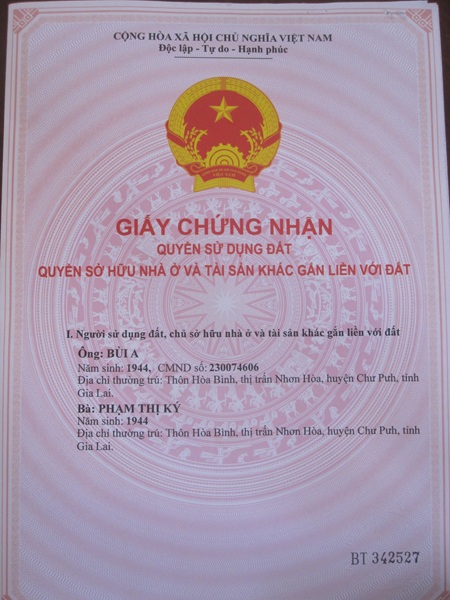 CỘNG HÒA XÃ HỘI CHỦ NGHĨA VIỆT NAM
Độc lập - Tự do - Hạnh phúc
VIỆT NAM
GIẤY CHỨNG NHẬN
QUYỀN SỬ DỤNG ĐẤT
QUYỀN SỞ HỮU NHÀ Ở VÀ TÀI SẢN KHÁC GẮN LIỀN VỚI ĐẤT
I. Người sử dụng đất, chủ sở hữu nhà ở và tài sản khác gắn liền với đất
Ông: BÙI A
Năm sinh: 1944, CMND số: 230074606
Địa chỉ thường trú: Thôn Hòa Bình, thị trấn Nhơn Hòa, huyện Chư Pưh, tỉnh
Gia Lai.
Bà: PHẠM THỊ KÝ
Năm sinh: 1944
Địa chỉ thường trú: Thôn Hòa Bình, thị trấn Nhơn Hòa, huyện Chư Pưh, tỉnh
Gia Lai.
BT 342527